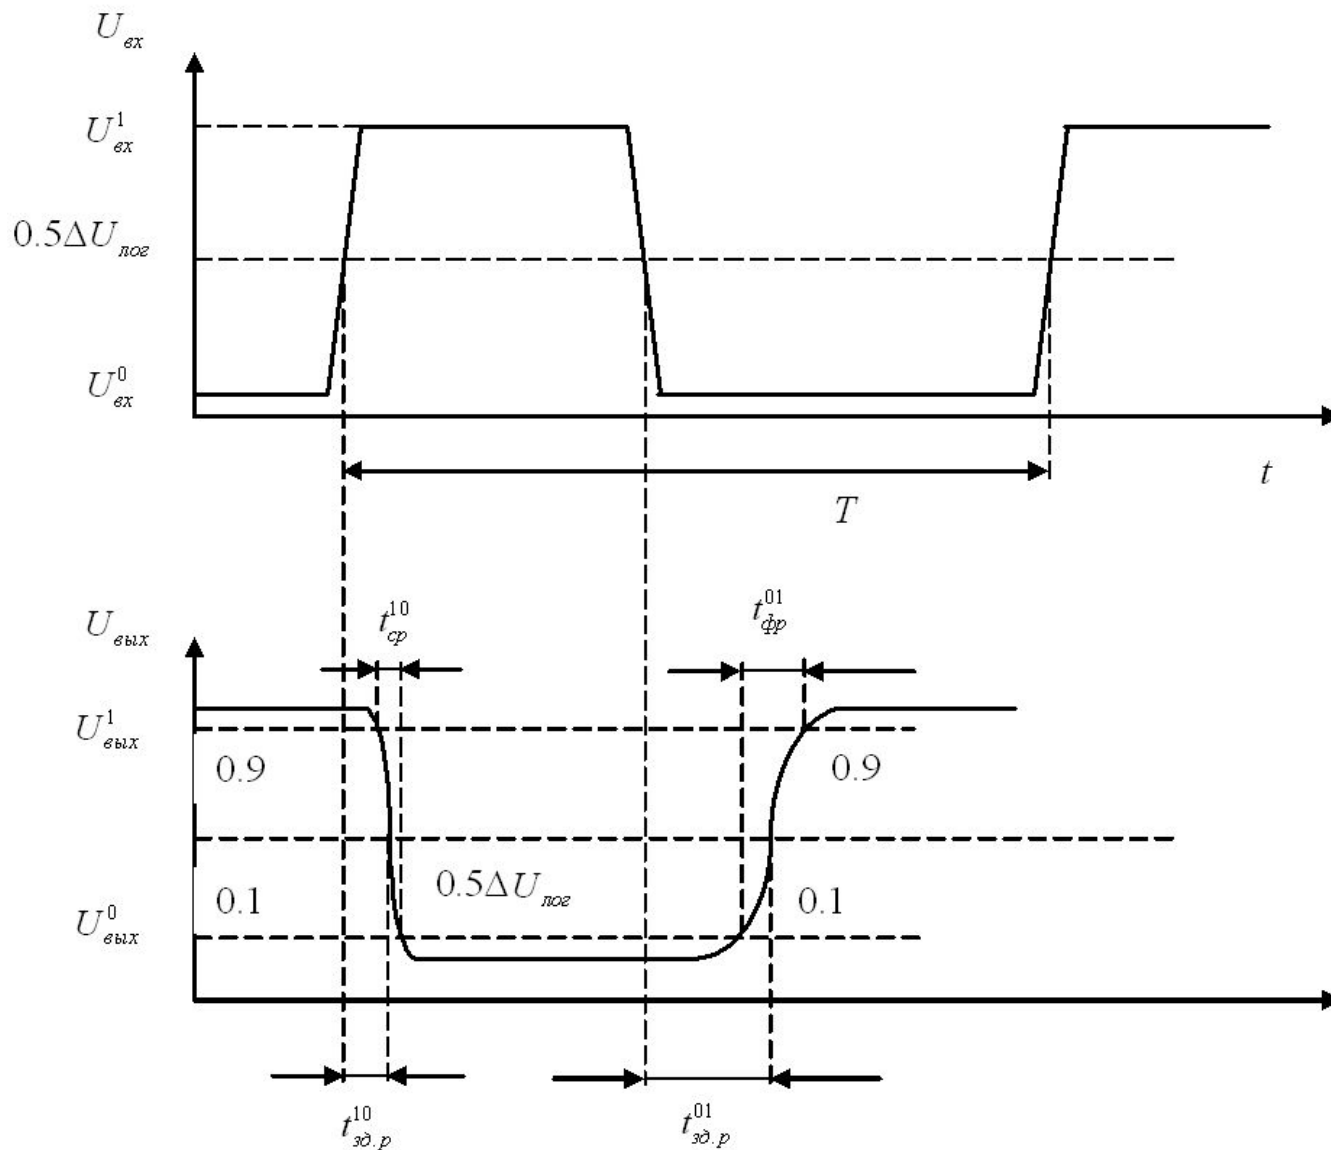 U_вх
U^1_вх
0.5ΔU_лог
U^0_вх
t
T
t^10_ср
t^01_фр
U_вых
U^1_вых
0.9
0.9
0.5ΔU_лог
0.1
0.1
U^0_вых
t^10_зд.р
t^01_зд.р